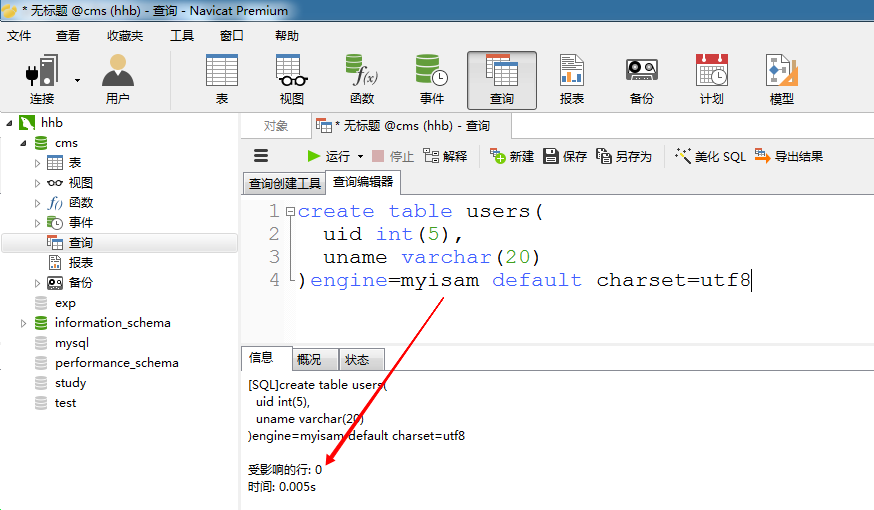 * 无标题 @cms (hhb) - 查询 - Navicat Premium
文件 查看 收藏夹 工具 窗口 帮助
连接 用户 表 视图 f(x) 函数 事件 查询 报表 备份 计划 模型
hhb
cms
表
视图
f() 函数
事件
查询
报表
备份
exp
information_schema
mysql
performance_schema
study
test
对象 * 无标题 @cms (hhb) - 查询
运行 停止 解释 新建 保存 另存为 美化 SQL 导出结果
查询创建工具 查询编辑器
1 create table users(
2 uid int(5),
3 uname varchar(20)
4 )engine=myisam default charset=utf8
信息 概况 状态
[SQL]create table users(
uid int(5),
uname varchar(20)
)engine=myisam default charset=utf8
受影响的行: 0
时间: 0.005s